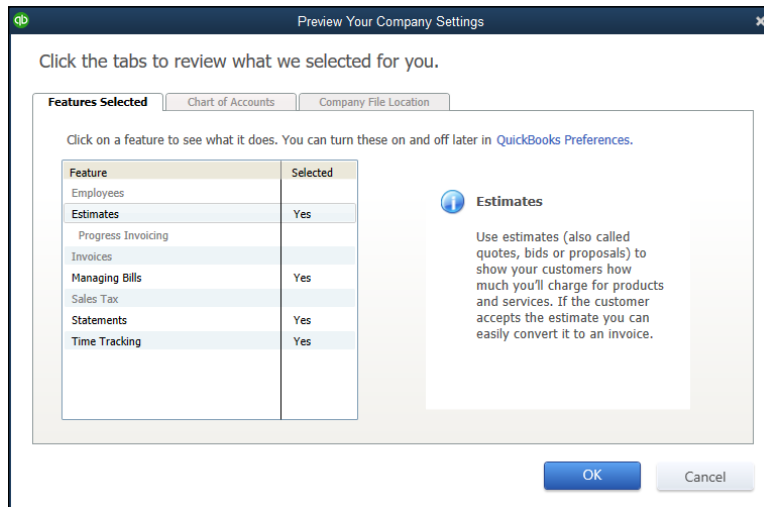 qb
Preview Your Company Settings
Click the tabs to review what we selected for you.
Features Selected
Chart of Accounts
Company File Location
Click on a feature to see what it does. You can turn these on and off later in QuickBooks Preferences.
Feature Selected
Employees
Estimates Yes
Progress Invoicing
Invoices
Managing Bills Yes
Sales Tax
Statements Yes
Time Tracking Yes
Estimates
Use estimates (also called
quotes, bids or proposals) to
show your customers how
much you'll charge for products
and services. If the customer
accepts the estimate you can
easily convert it to an invoice.
OK
Cancel